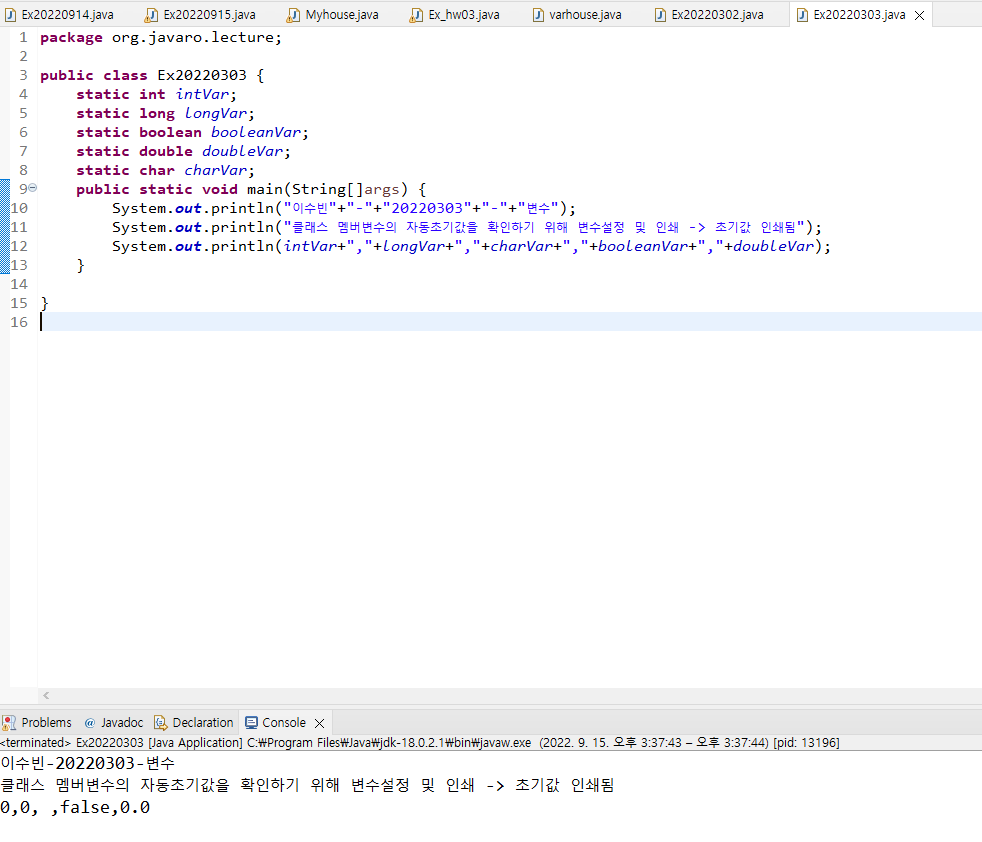 Ex20220914.java Ex20220915.java Myhouse.java Ex_hw03.java varhouse.java Ex20220302.java Ex20220303.java
1 package org.javaro.lecture;
2
3 public class Ex20220303 {
4 static int intVar;
5 static long longVar;
6 static boolean booleanVar;
7 static double doubleVar;
8 static char charVar;
9 public static void main(String[]args) {
10 System.out.println("이수빈"+"-"+"20220303"+"-"+"변수");
11 System.out.println("클래스 멤버변수의 자동초기값을 확인하기 위해 변수설정 및 인쇄 -> 초기값 인쇄됨");
12 System.out.println(intVar+","+longVar+","+charVar+","+booleanVar+","+doubleVar);
13 }
14
15 }
16
Problems @ Javadoc Declaration Console
<terminated> Ex20220303 [Java Application] C:₩Program Files₩Java₩jdk-18.0.2.1₩bin₩javaw.exe (2022. 9. 15. 오후 3:37:43 – 오후 3:37:44) [pid: 13196]
이수빈-20220303-변수
클래스 멤버변수의 자동초기값을 확인하기 위해 변수설정 및 인쇄 -> 초기값 인쇄됨
0,0, ,false,0.0